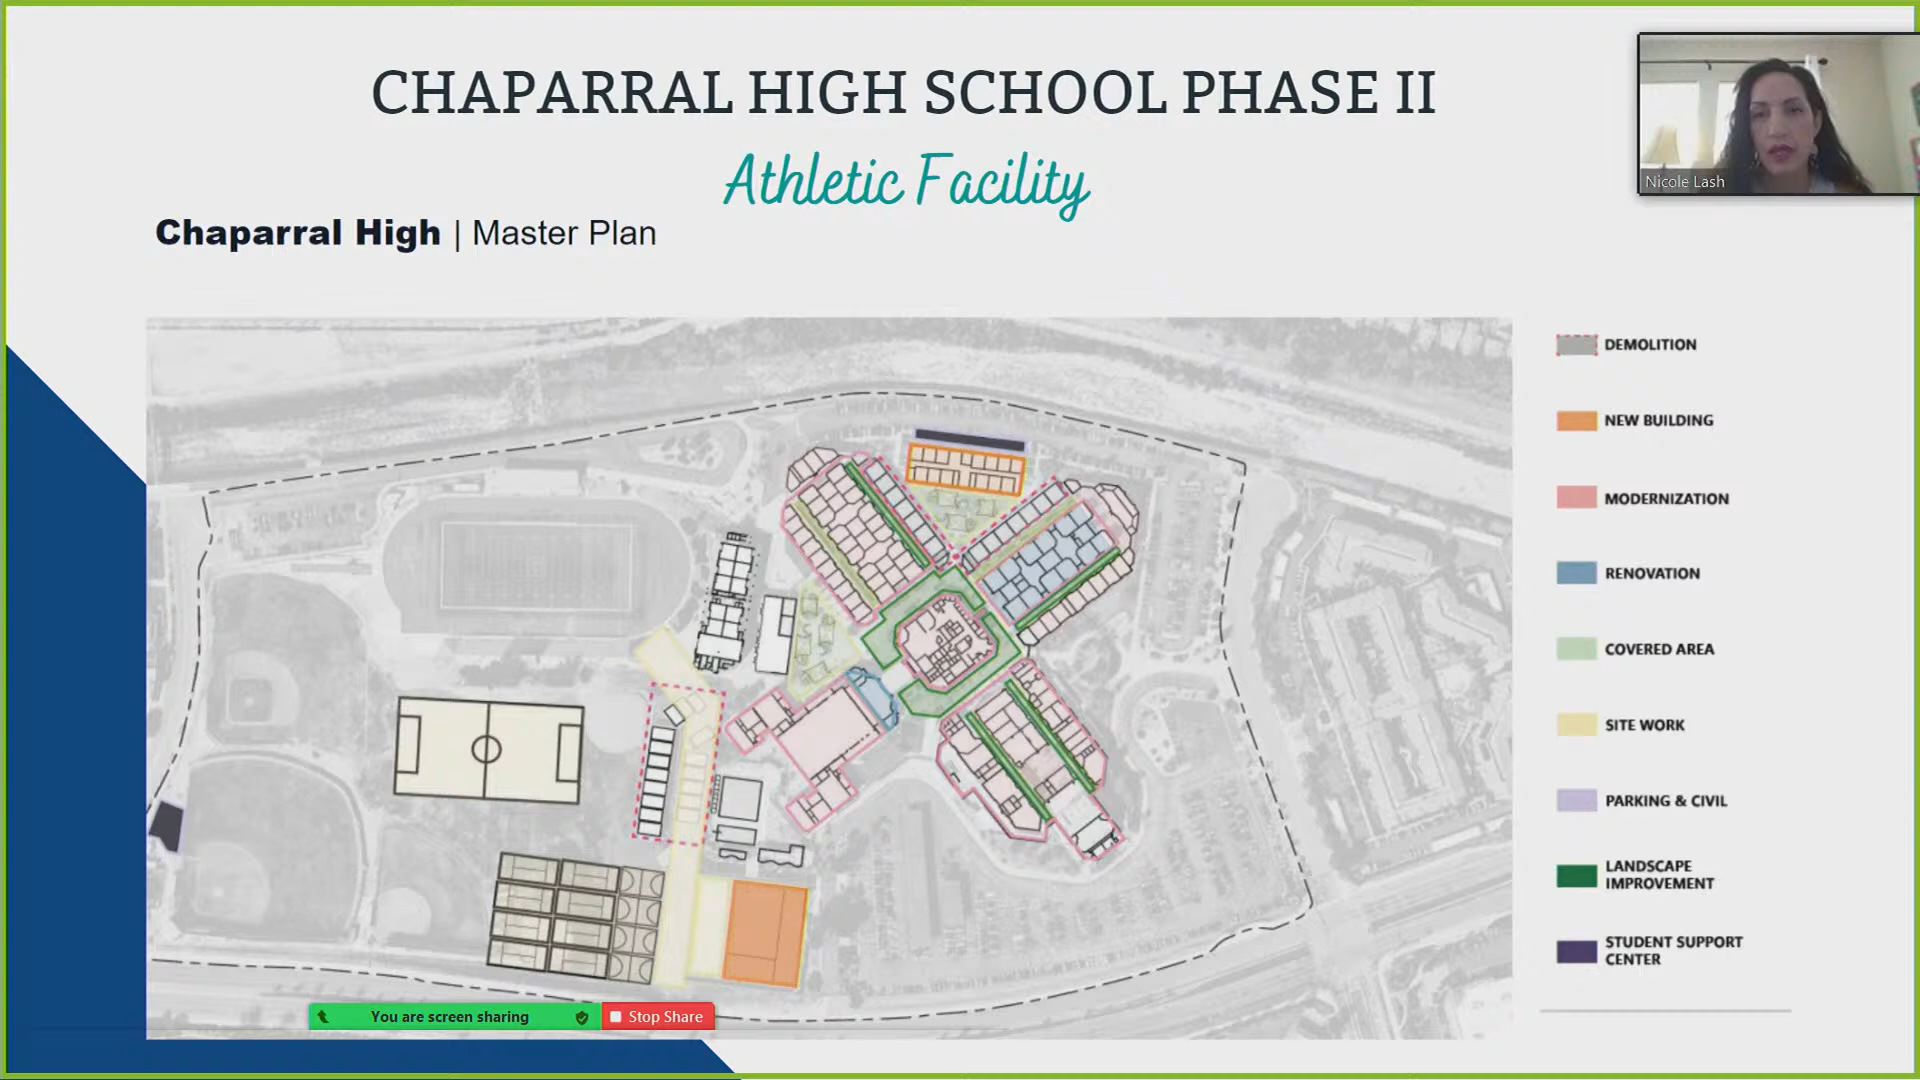 CHAPARRAL HIGH SCHOOL PHASE II
Athletic Facility
Chaparral High | Master Plan
Nicole Lash
DEMOLITION
NEW BUILDING
MODERNIZATION
RENOVATION
COVERED AREA
SITE WORK
PARKING & CIVIL
LANDSCAPE
IMPROVEMENT
STUDENT SUPPORT
CENTER
You are screen sharing
Stop Share